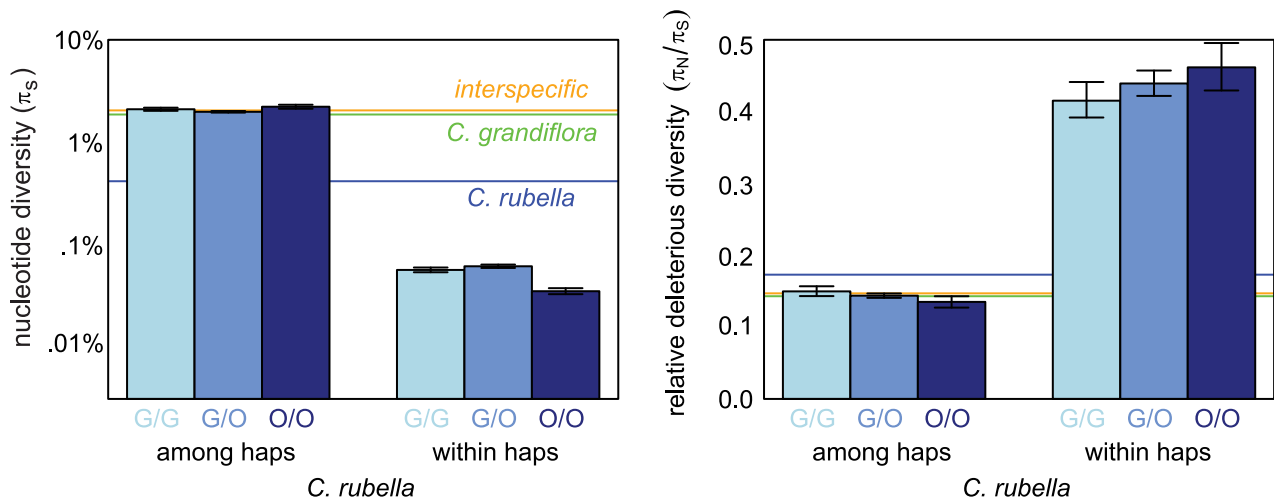 nucleotide diversity (πS)
10%
1%
.1%
.01%
interspecific
C. grandiflora
C. rubella
G/G G/O O/O G/G G/O O/O
among haps within haps
C. rubella
relative deleterious diversity (πN/πS)
0.5
0.4
0.3
0.2
0.1
0.0
G/G G/O O/O G/G G/O O/O
among haps within haps
C. rubella